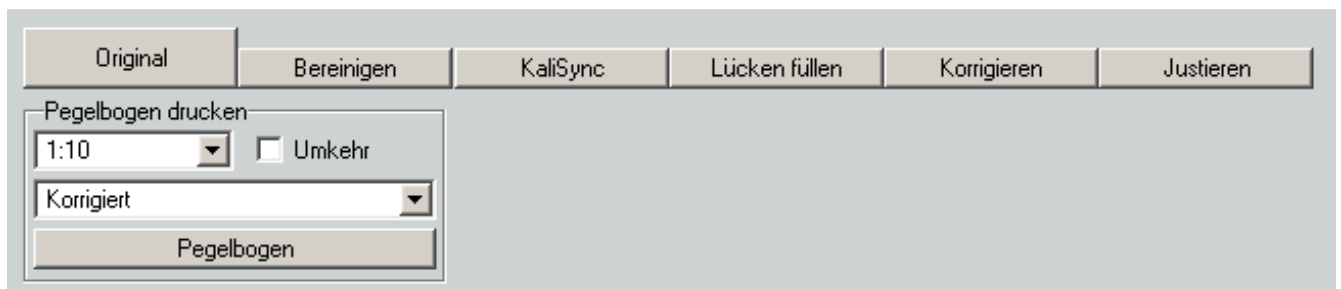 Original Bereinigen KaliSync Lücken füllen Korrigieren Justieren
Pegelbogen drucken
1:10 Umkehr
Korrigiert
Pegelbogen